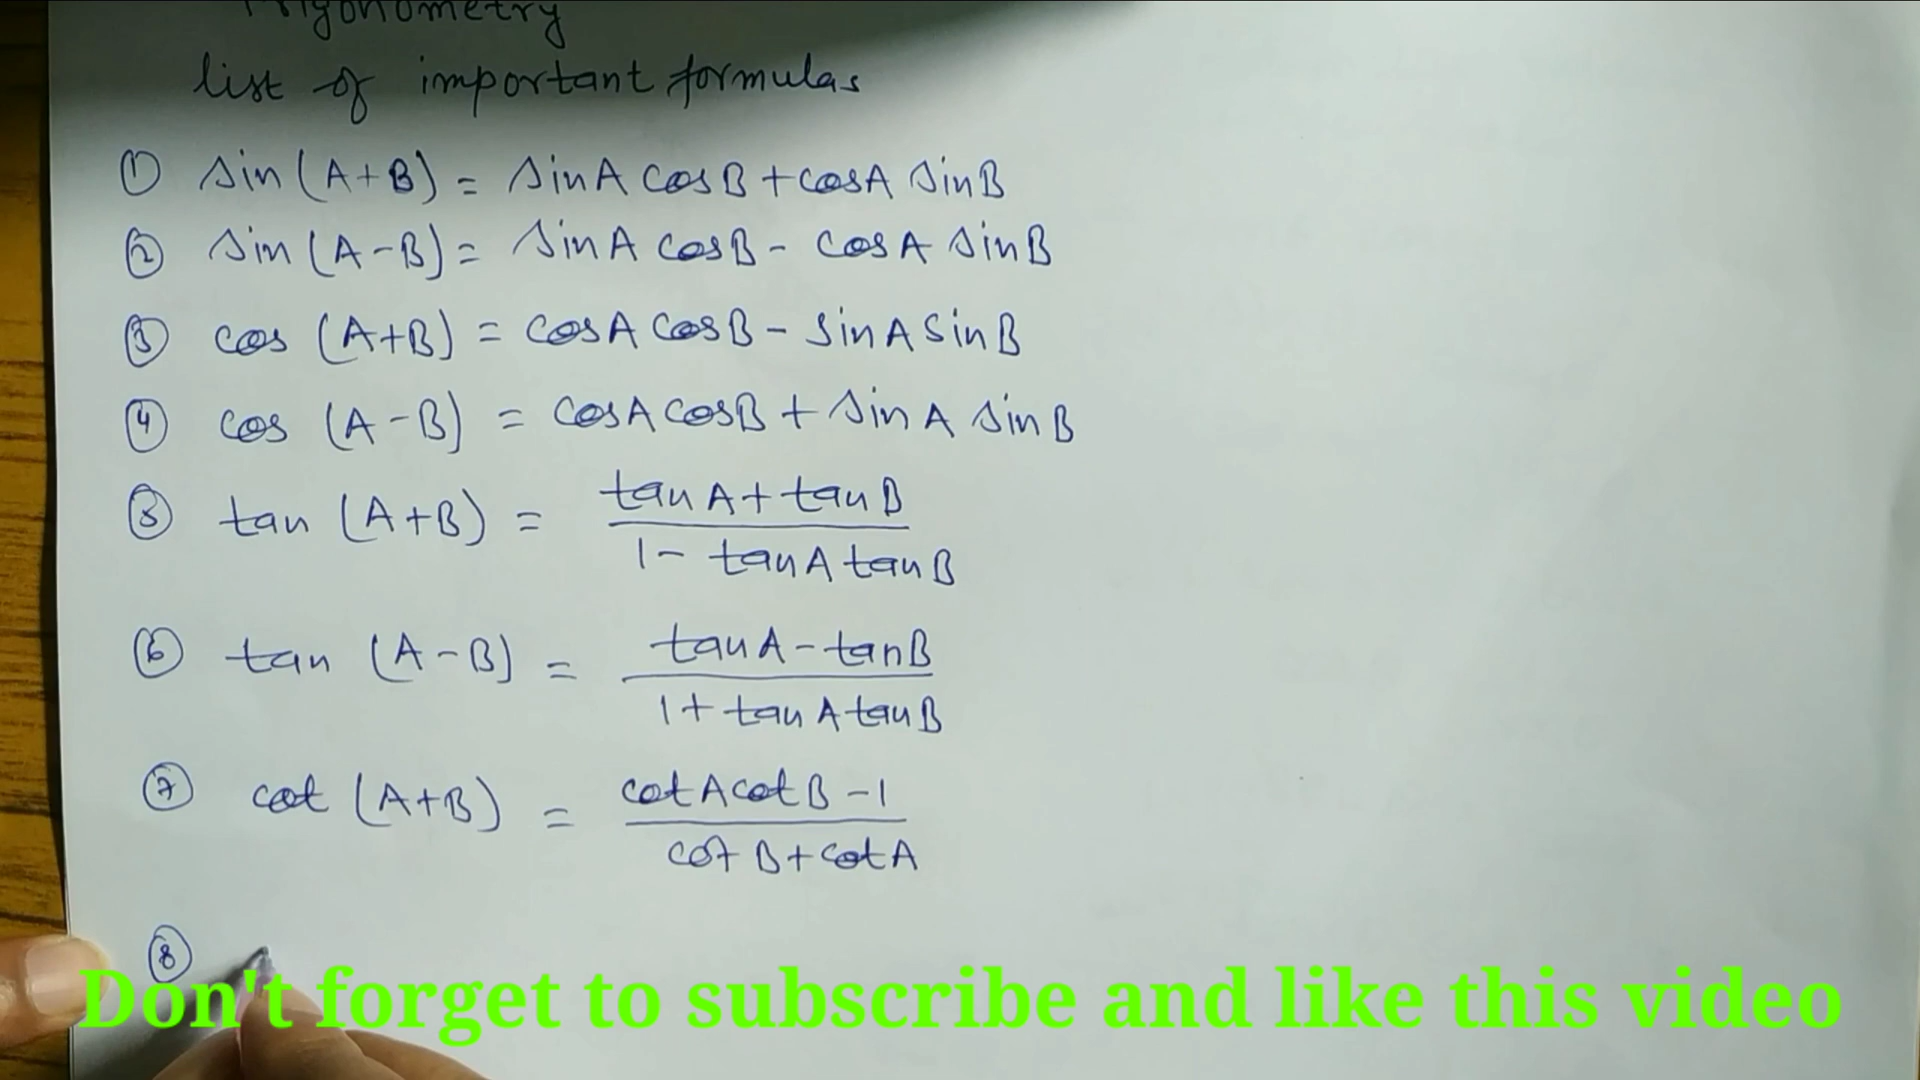 Trigonometry
list of important formulas
① sin (A+B) = sinA cosB + cosA sinB
② sin (A-B) = sinA cosB - cosA sinB
③ cos (A+B) = cosA cosB - sinA sinB
④ cos (A-B) = cosA cosB + sinA sinB
⑤ tan (A+B) = tanA + tanB
1 - tanA tanB
⑥ tan (A-B) = tanA - tanB
1 + tanA tanB
⑦ cot (A+B) = cotA cotB - 1
cotB + cotA
⑧
Don't forget to subscribe and like this video